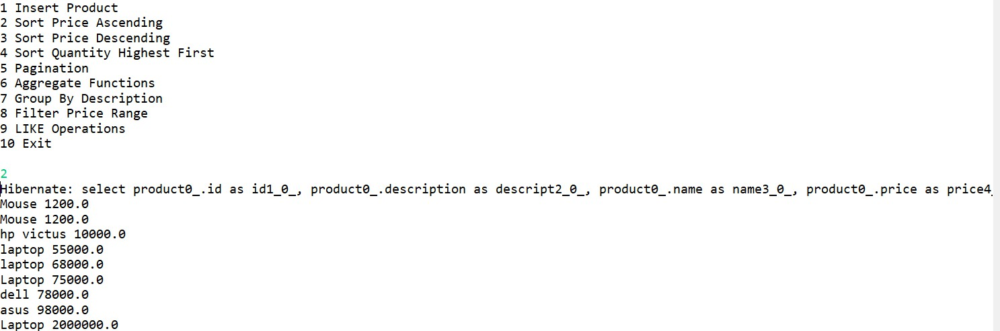 1 Insert Product
2 Sort Price Ascending
3 Sort Price Descending
4 Sort Quantity Highest First
5 Pagination
6 Aggregate Functions
7 Group By Description
8 Filter Price Range
9 LIKE Operations
10 Exit
2
Hibernate: select product0_.id as id1_0_, product0_.description as descript2_0_, product0_.name as name3_0_, product0_.price as price4_
Mouse 1200.0
Mouse 1200.0
hp victus 10000.0
laptop 55000.0
laptop 68000.0
Laptop 75000.0
dell 78000.0
asus 98000.0
Laptop 2000000.0